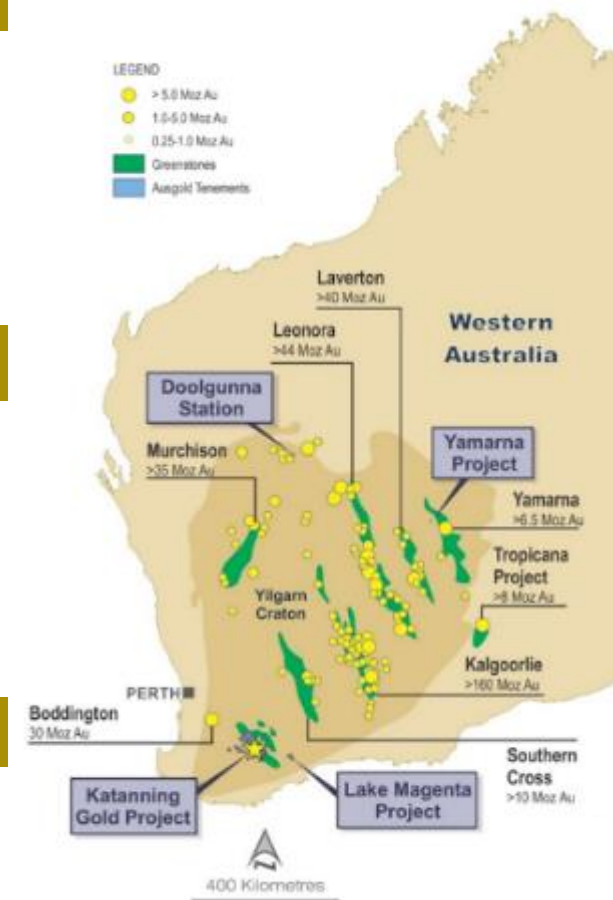 LEGEND
> 5.0 Moz Au
1.0-5.0 Moz Au
0.25-1.0 Moz Au
Greenstones
Ausgold Tenements
Laverton
>40 Moz Au
Leonora
>44 Moz Au
Western
Australia
Doolgunna
Station
Murchison
>35 Moz Au
Yamarna
Project
Yamarna
>6.5 Moz Au
Tropicana
Project
>8 Moz Au
Yilgarn
Craton
Kalgoorlie
>160 Moz Au
PERTH
Boddington
30 Moz Au
Southern
Cross
>10 Moz Au
Katanning
Gold Project
Lake Magenta
Project
400 Kilometres